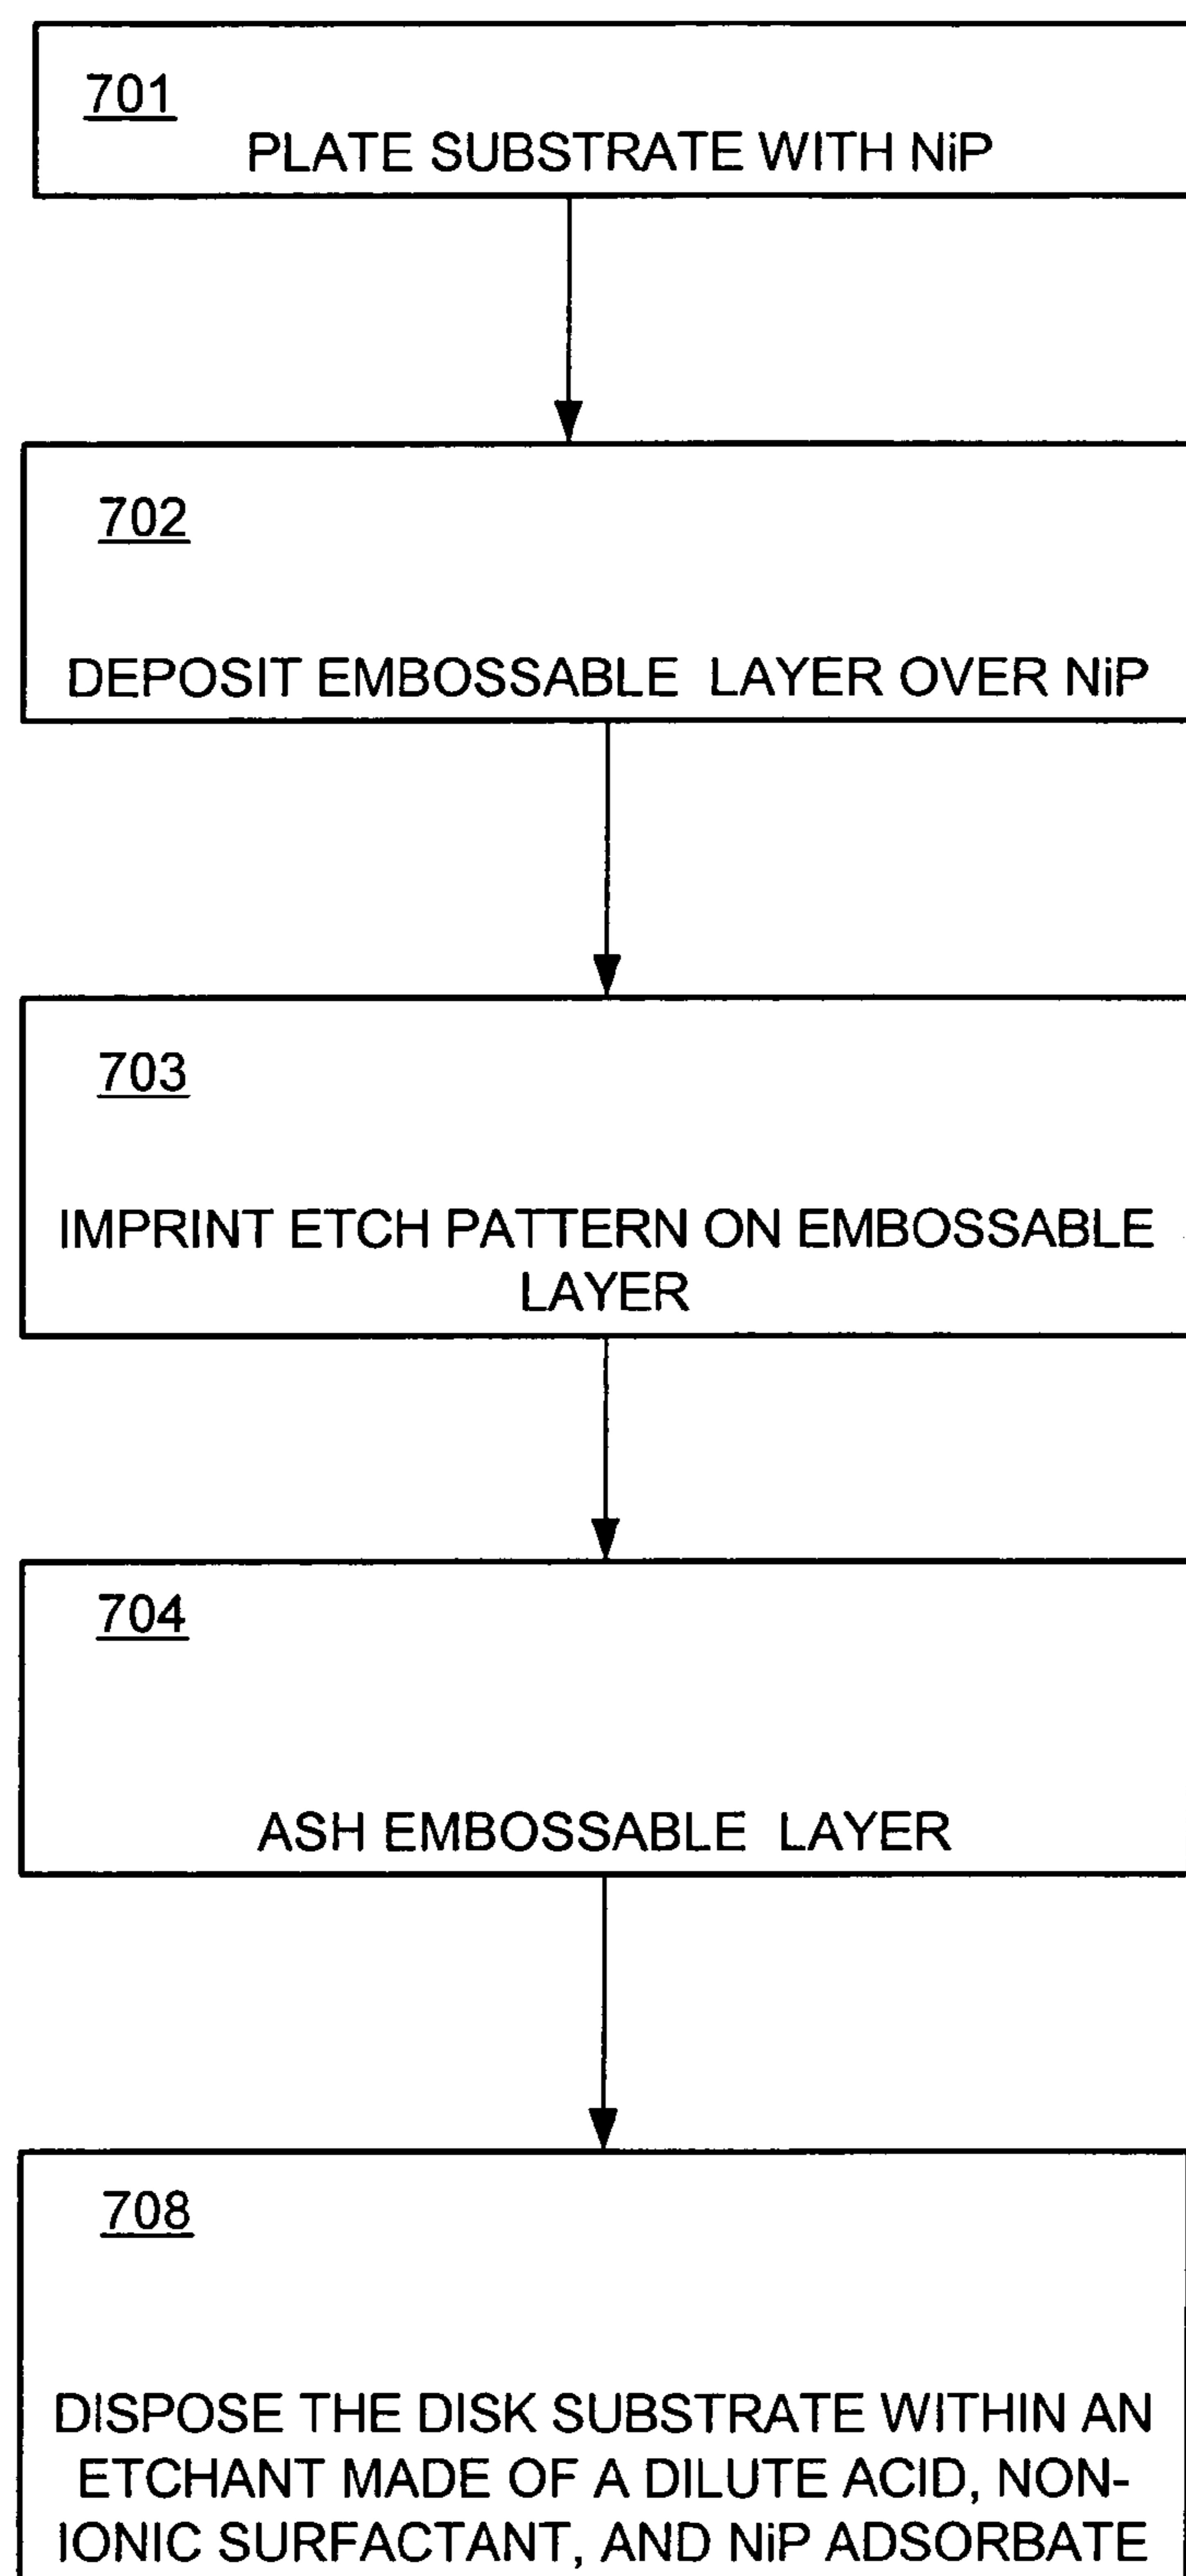 701
PLATE SUBSTRATE WITH NiP
702
DEPOSIT EMBOSSABLE LAYER OVER NiP
703
IMPRINT ETCH PATTERN ON EMBOSSABLE
LAYER
704
ASH EMBOSSABLE LAYER
708
DISPOSE THE DISK SUBSTRATE WITHIN AN
ETCHANT MADE OF A DILUTE ACID, NON-
IONIC SURFACTANT, AND NiP ADSORBATE